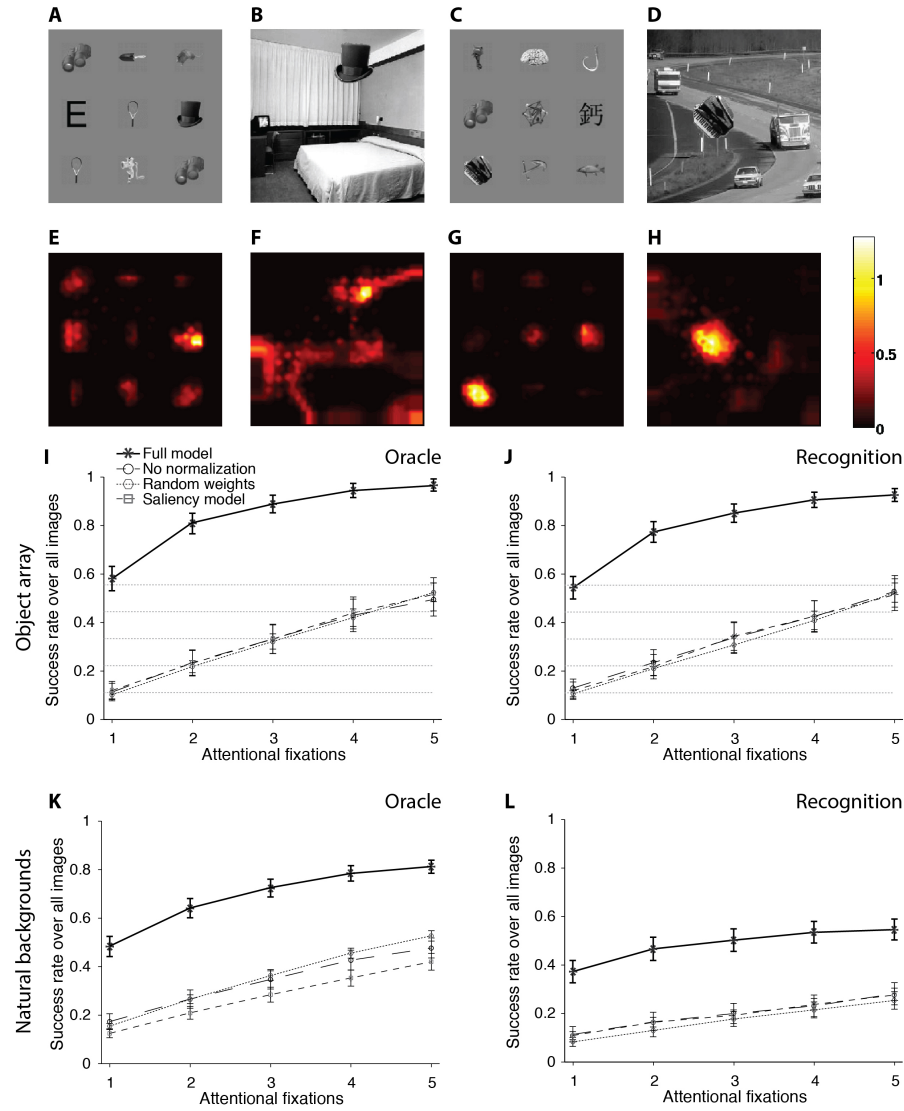 A
B
C
D
E
鈣
E
F
G
H
1
0.5
0
I
Oracle
Full model
No normalization
Random weights
Saliency model
Object array
Success rate over all images
1
0.8
0.6
0.4
0.2
0
1 2 3 4 5
Attentional fixations
J
Recognition
Success rate over all images
1
0.8
0.6
0.4
0.2
0
1 2 3 4 5
Attentional fixations
K
Oracle
Natural backgrounds
Success rate over all images
1
0.8
0.6
0.4
0.2
0
1 2 3 4 5
Attentional fixations
L
Recognition
Success rate over all images
1
0.8
0.6
0.4
0.2
0
1 2 3 4 5
Attentional fixations